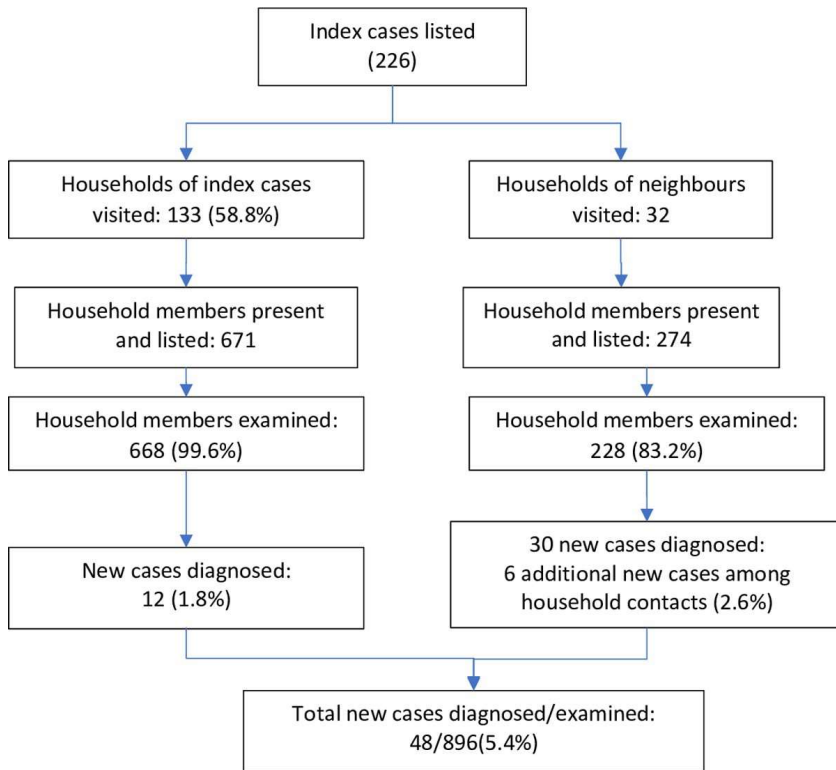 Index cases listed
(226)
Households of index cases
visited: 133 (58.8%)
Households of neighbours
visited: 32
Household members present
and listed: 671
Household members present
and listed: 274
Household members examined:
668 (99.6%)
Household members examined:
228 (83.2%)
New cases diagnosed:
12 (1.8%)
30 new cases diagnosed:
6 additional new cases among
household contacts (2.6%)
Total new cases diagnosed/examined:
48/896(5.4%)